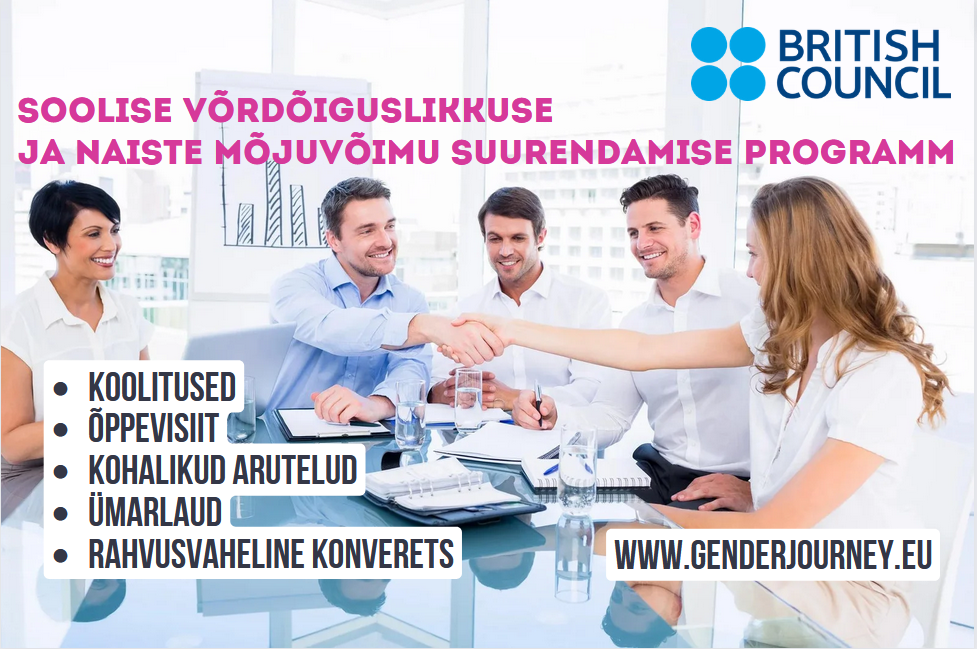 BRITISH
COUNCIL
SOOLISE VÕRDÕIGUSLIKKUSE
JA NAISTE MÕJUVÕIMU SUURENDAMISE PROGRAMM
• KOOLITUSED
• ÕPPEVISIIT
• KOHALIKUD ARUTELUD
• ÜMARLAUD
• RAHVUSVAHELINE KONVERETS
WWW.GENDERJOURNEY.EU